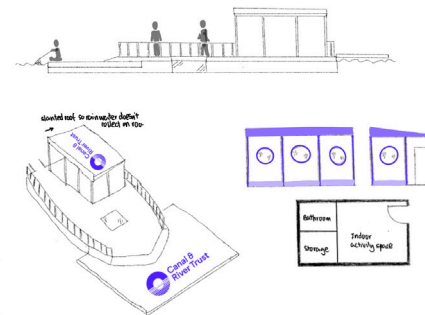 slanted roof so rainwater doesn't
collect on roof
Canal &
River Trust
Canal &
River Trust
Bathroom
Storage
Indoor
activity space